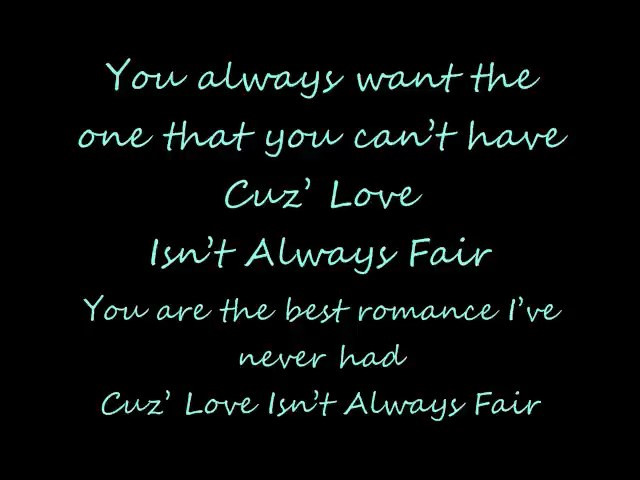 You always want the
one that you can't have
Cuz' Love
Isn't Always Fair
You are the best romance I've
never had
Cuz' Love Isn't Always Fair